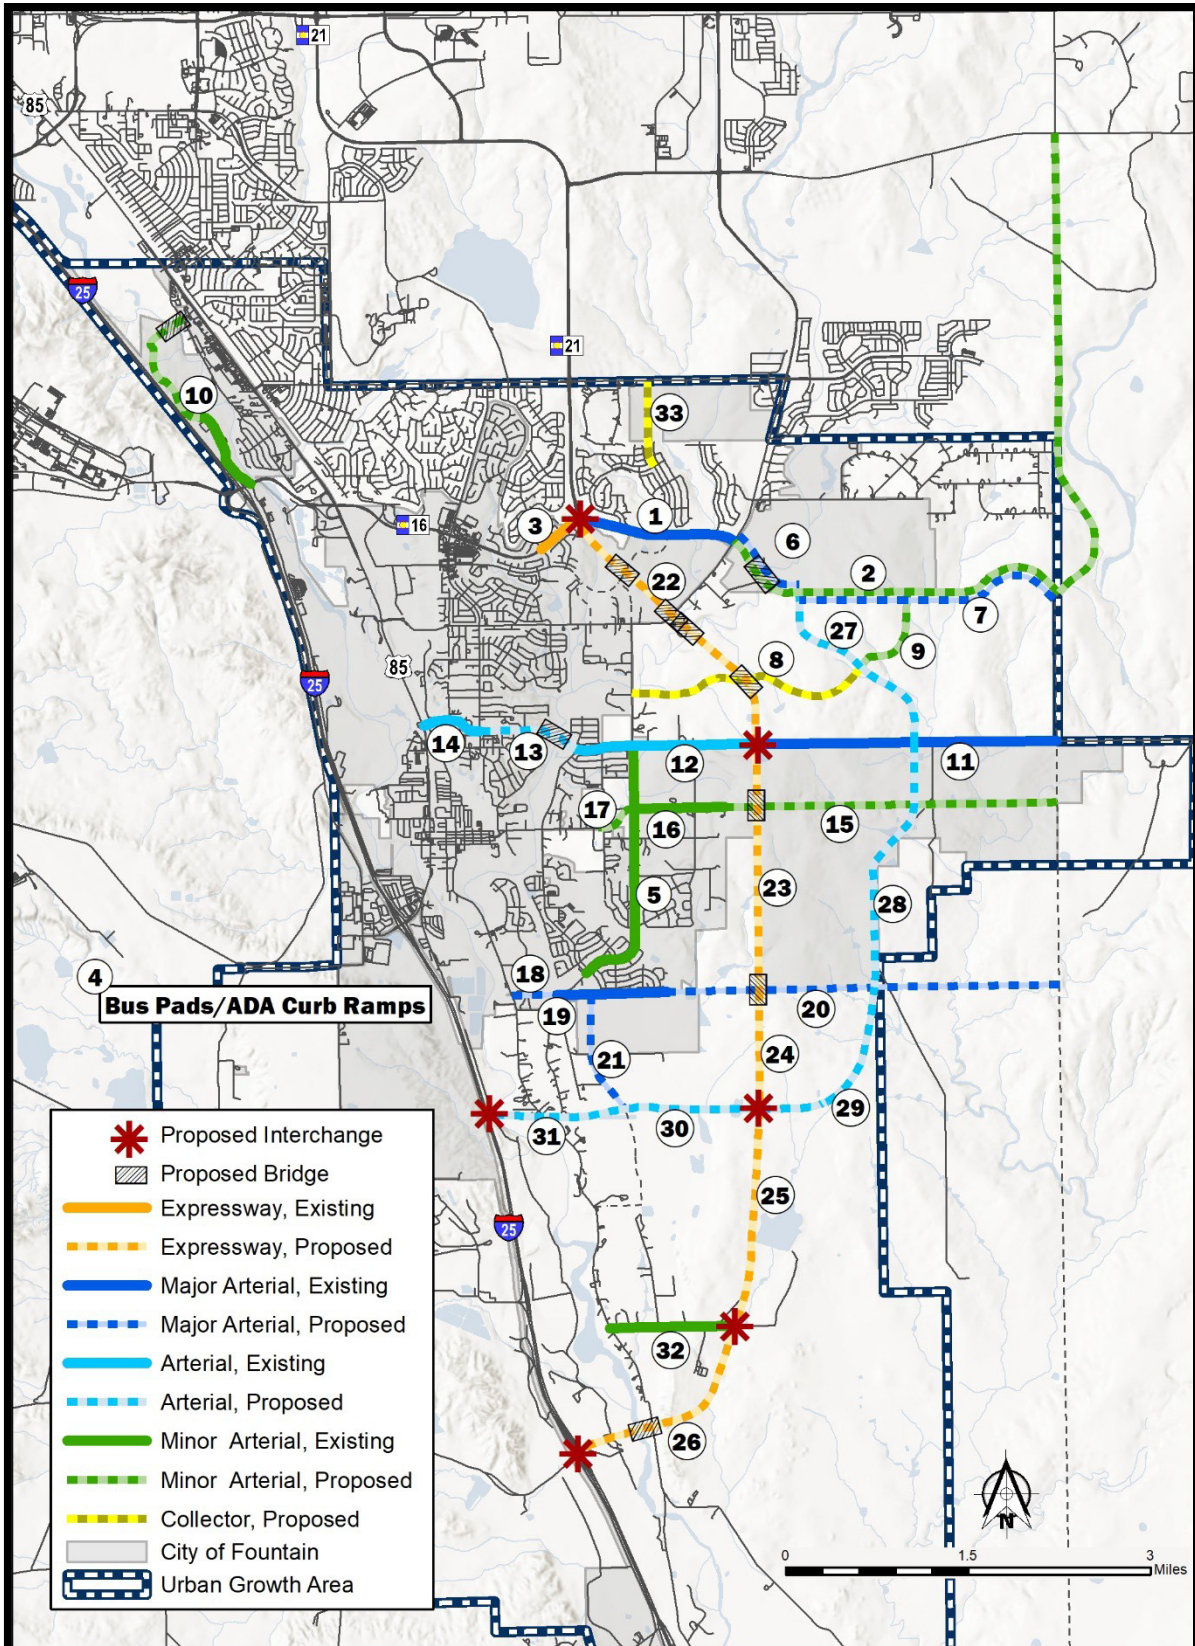 21
85
25
21
33
10
1
3
16
6
2
22
7
27
9
8
85
25
14
13
12
11
17
16
15
5
23
28
4
Bus Pads/ADA Curb Ramps
18
19
20
21
24
31
30
29
25
25
32
26
Proposed Interchange
Proposed Bridge
Expressway, Existing
Expressway, Proposed
Major Arterial, Existing
Major Arterial, Proposed
Arterial, Existing
Arterial, Proposed
Minor Arterial, Existing
Minor Arterial, Proposed
Collector, Proposed
City of Fountain
Urban Growth Area
N
0 1.5 3
Miles